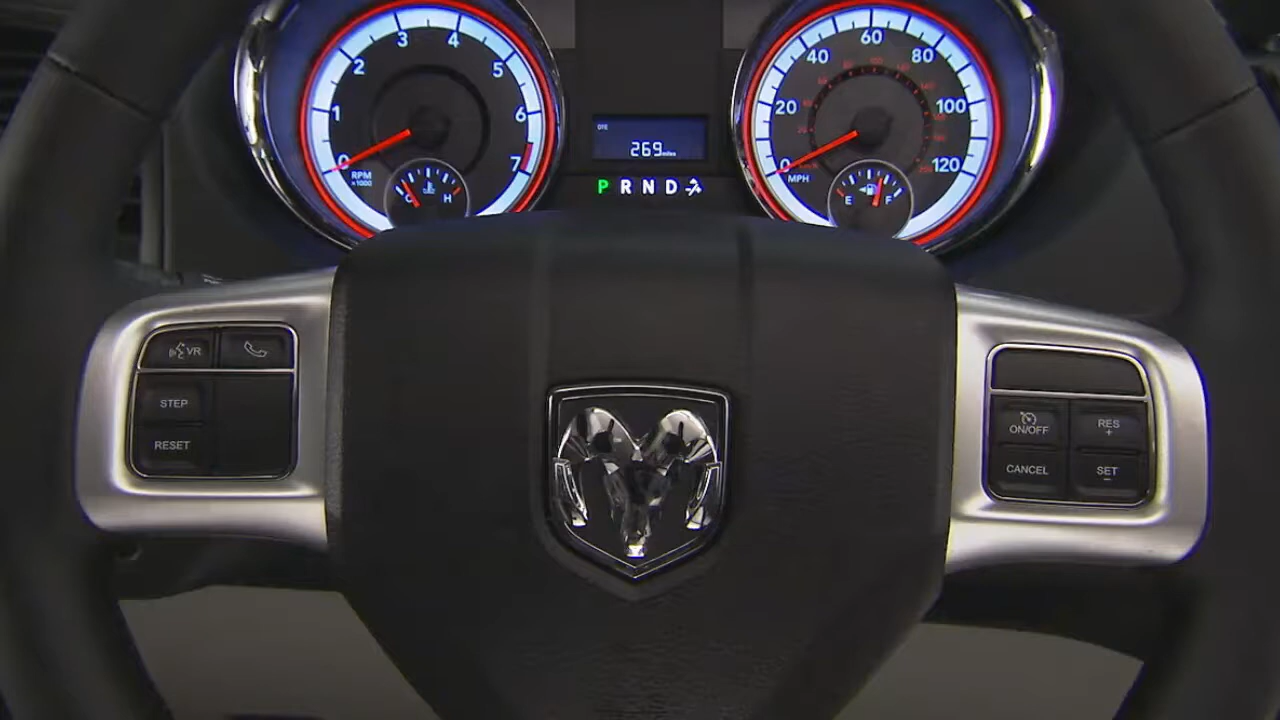 0 1 2 3 4 5 6 7
RPM
x1000
C H
DTE
269 miles
P R N D
0 20 40 60 80 100 120
MPH
E F
VR
STEP
RESET
ON/OFF
RES
+
CANCEL
SET
−